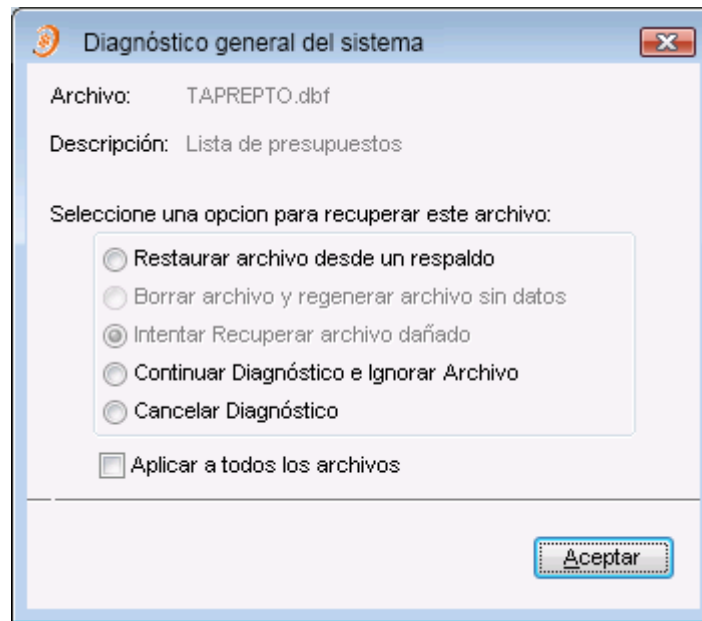 Diagnóstico general del sistema
Archivo: TAPREPTO.dbf
Descripción: Lista de presupuestos
Seleccione una opcion para recuperar este archivo:
Restaurar archivo desde un respaldo
Borrar archivo y regenerar archivo sin datos
Intentar Recuperar archivo dañado
Continuar Diagnóstico e Ignorar Archivo
Cancelar Diagnóstico
Aplicar a todos los archivos
Aceptar